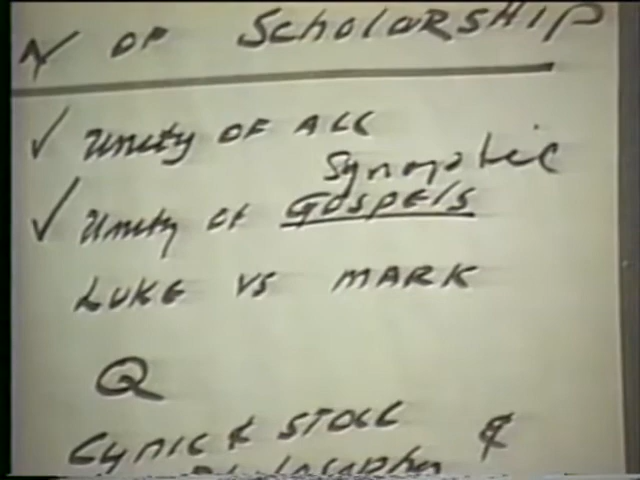 OF SCHOLARSHIP
✓ Unity OF ALL
Synoptic
✓ Unity of GOSPELS
LUKE VS MARK
Q
CYNIC & STOIC &